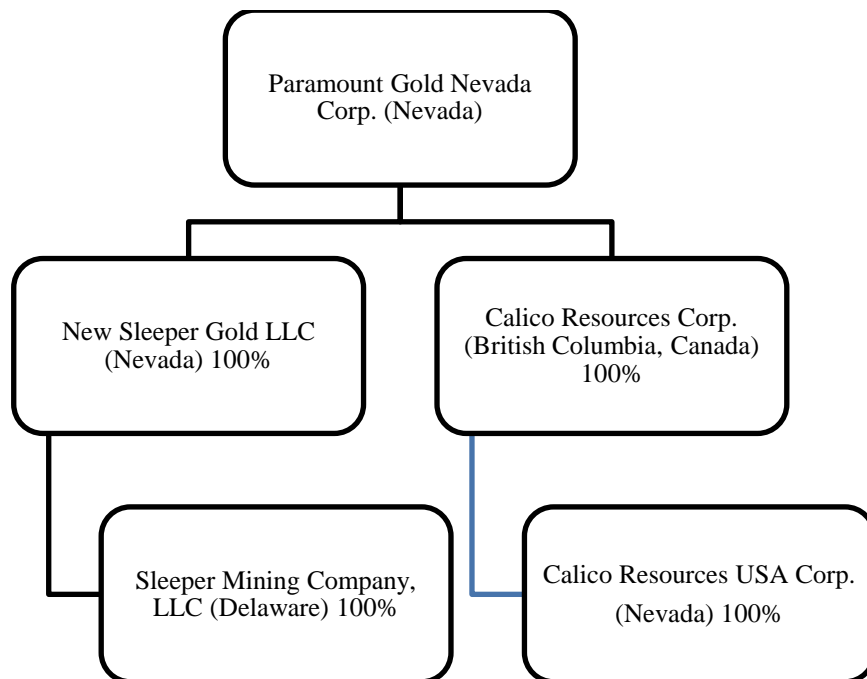 Paramount Gold Nevada
Corp. (Nevada)
New Sleeper Gold LLC
(Nevada) 100%
Calico Resources Corp.
(British Columbia, Canada)
100%
Sleeper Mining Company,
LLC (Delaware) 100%
Calico Resources USA Corp.
(Nevada) 100%